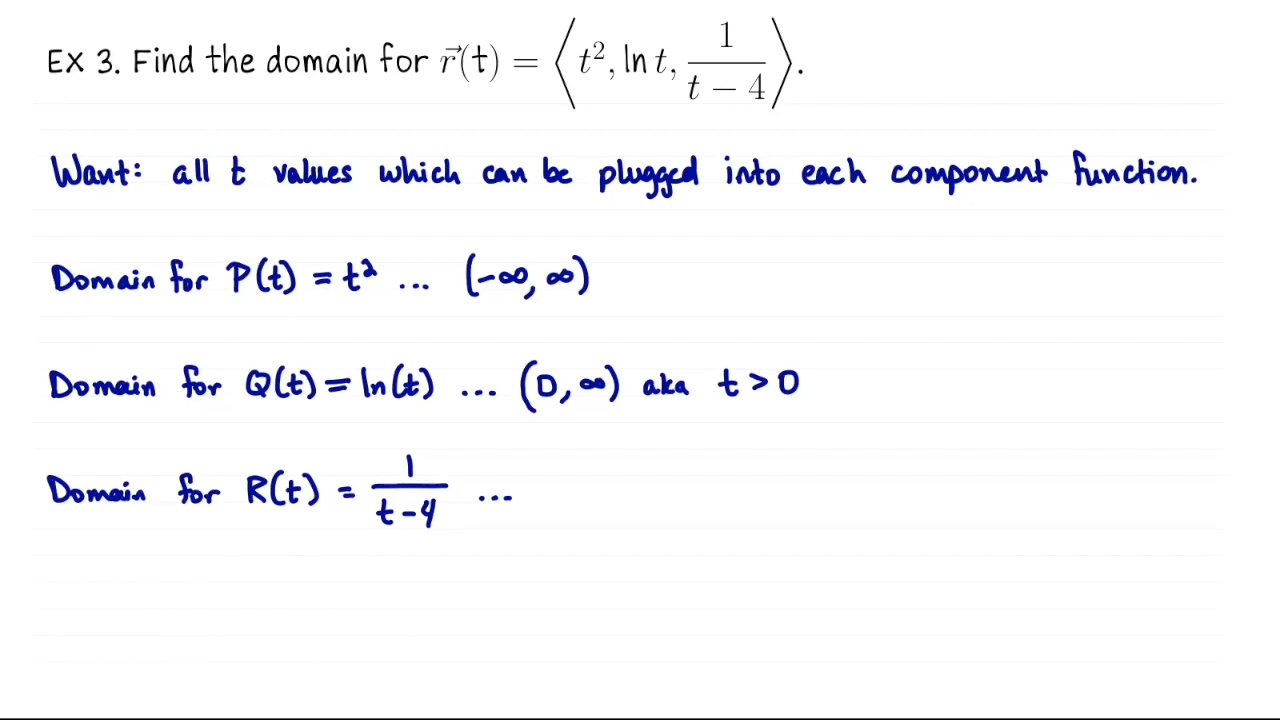 EX 3. Find the domain for r⃗(t) = ⟨t², ln t, 1/(t − 4)⟩.
Want: all t values which can be plugged into each component function.
Domain for P(t) = t² ... (-∞, ∞)
Domain for Q(t) = ln(t) ... (0, ∞) aka t > 0
Domain for R(t) = 1/(t-4) ...